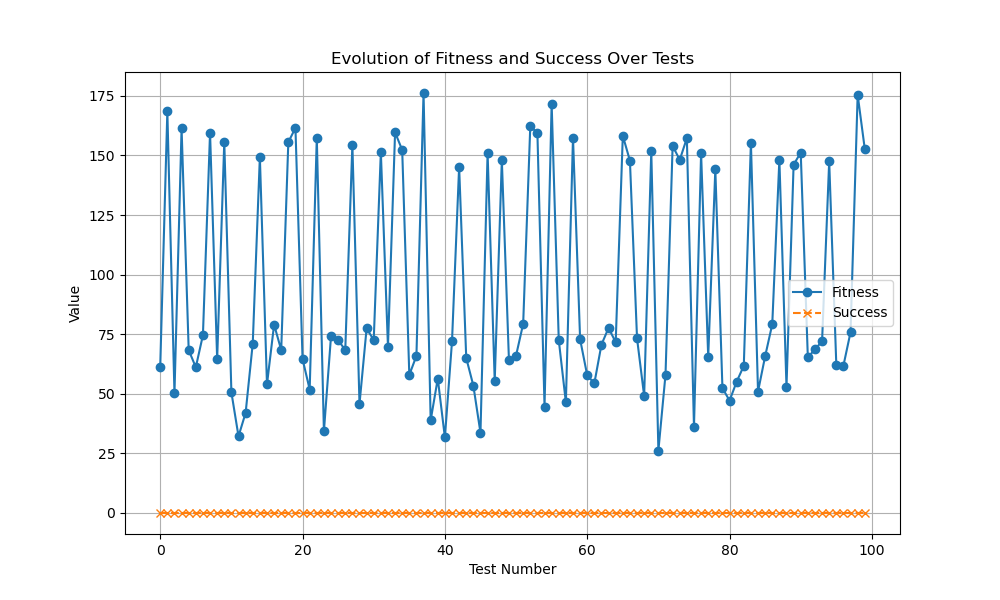 Evolution of Fitness and Success Over Tests
Value
175
150
125
100
75
50
25
0
Fitness
Success
0 20 40 60 80 100
Test Number